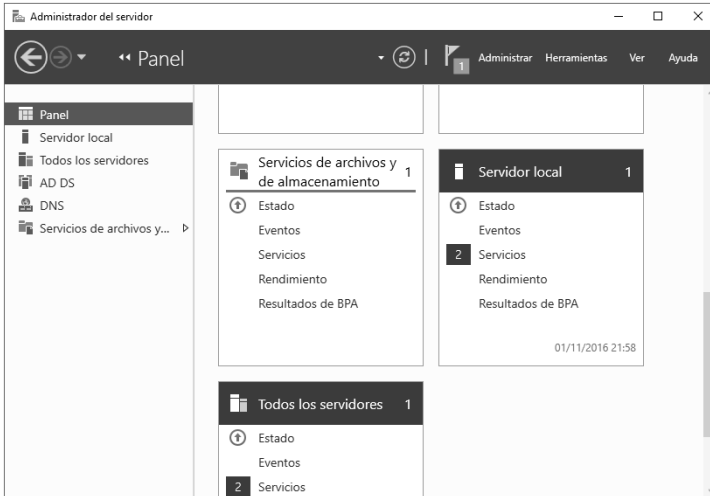 Administrador del servidor
Panel
1
Administrar
Herramientas
Ver
Ayuda
Panel
Servidor local
Todos los servidores
AD DS
DNS
Servicios de archivos y...
Servicios de archivos y
de almacenamiento
1
Estado
Eventos
Servicios
Rendimiento
Resultados de BPA
Servidor local
1
Estado
Eventos
2 Servicios
Rendimiento
Resultados de BPA
01/11/2016 21:58
Todos los servidores
1
Estado
Eventos
2 Servicios